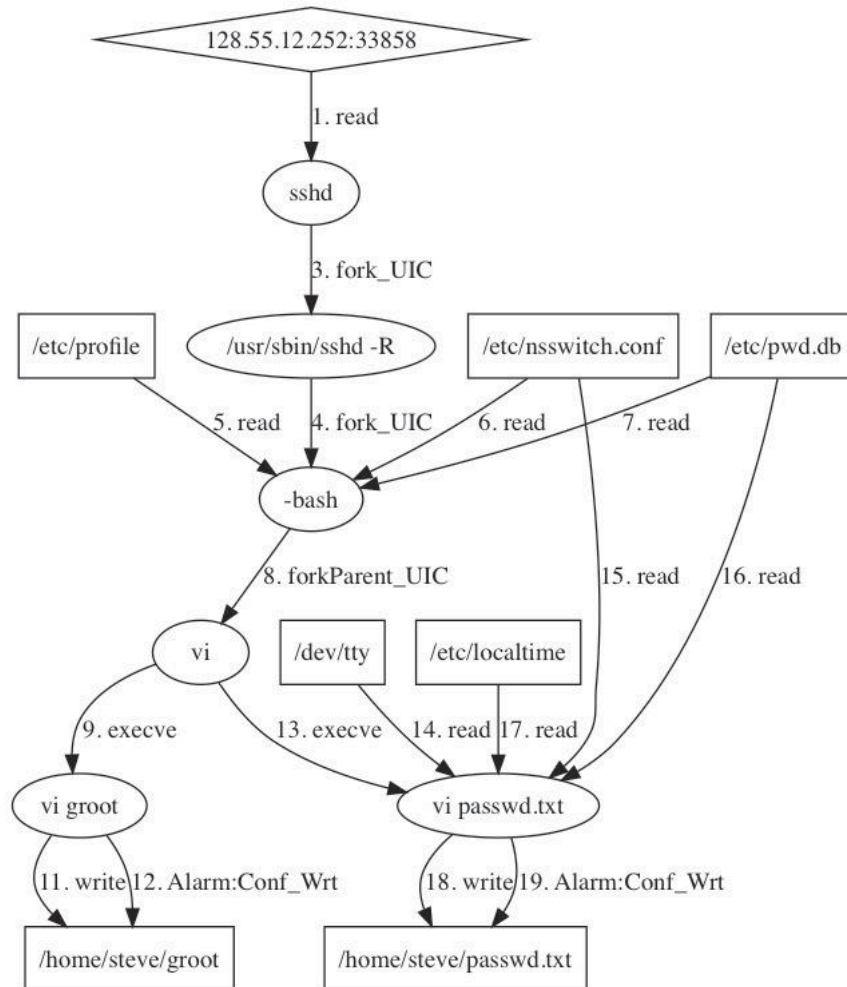 128.55.12.252:33858
1. read
sshd
3. fork_UIC
/etc/profile
/usr/sbin/sshd -R
/etc/nsswitch.conf
/etc/pwd.db
5. read
4. fork_UIC
6. read
7. read
-bash
8. forkParent_UIC
15. read
16. read
vi
/dev/tty
/etc/localtime
9. execve
13. execve
14. read
17. read
vi groot
vi passwd.txt
11. write
12. Alarm:Conf_Wrt
18. write
19. Alarm:Conf_Wrt
/home/steve/groot
/home/steve/passwd.txt